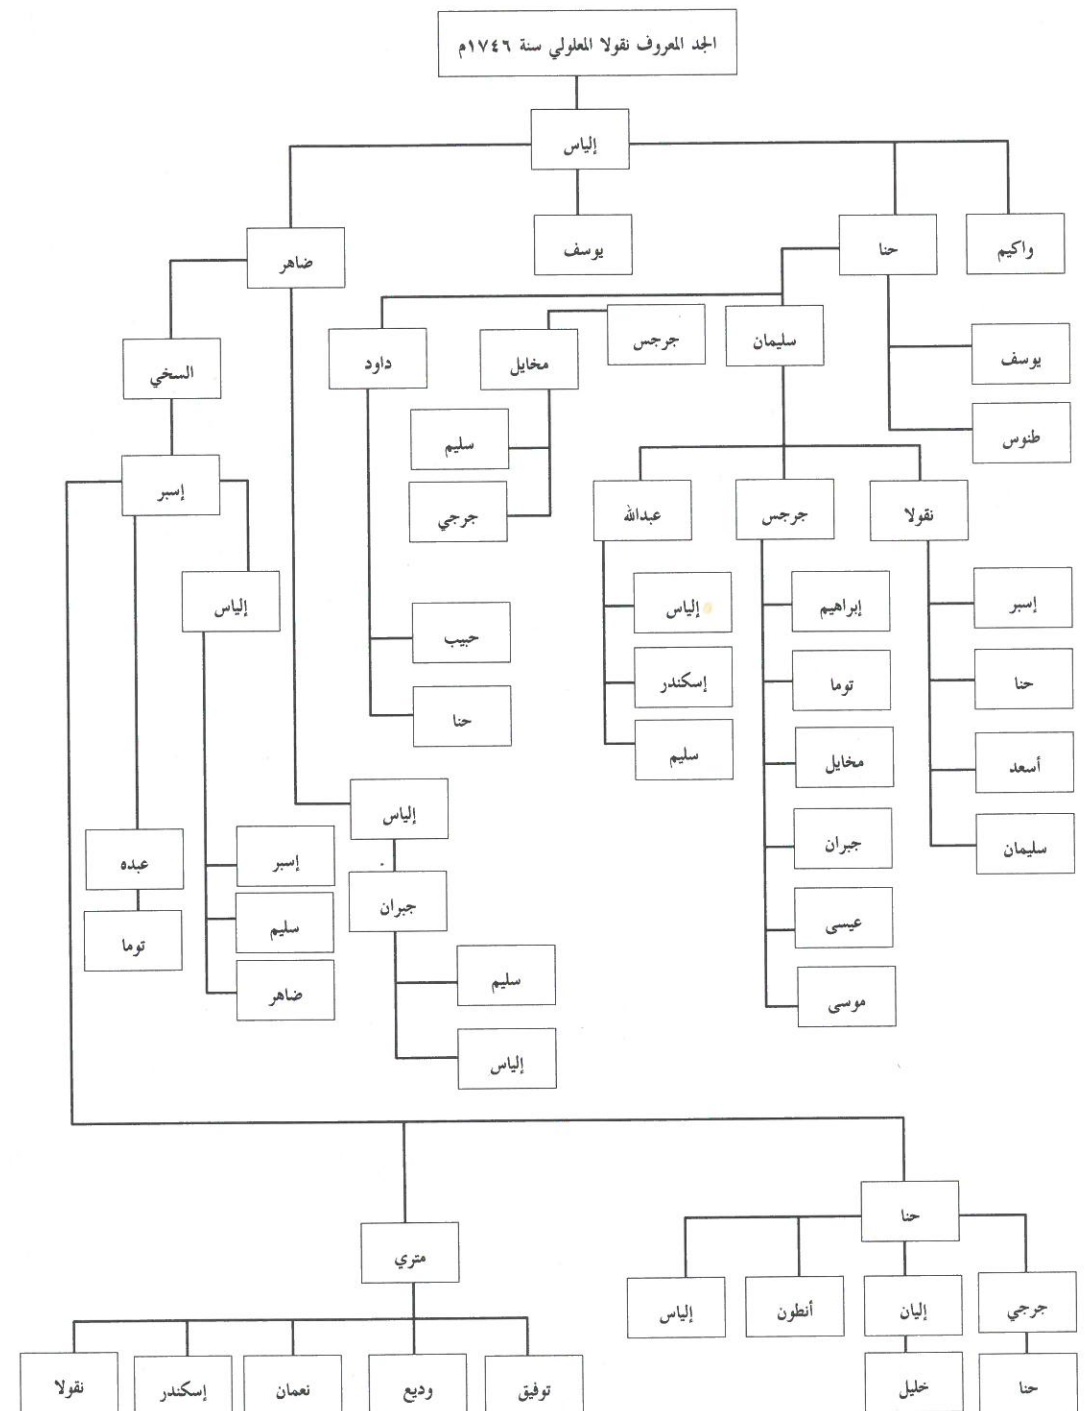 الجد المعروف نقولا المعلولي سنة ١٧٤٦م
إلياس
واكيم
حنا
يوسف
ضاهر
يوسف
طنوس
سليمان
جرجس
مخايل
داود
السخي
سليم
جرجي
إسبر
نقولا
جرجس
عبدالله
إسبر
حنا
أسعد
سليمان
إبراهيم
توما
مخايل
جبران
عيسى
موسى
إلياس
إسكندر
سليم
حبيب
حنا
إلياس
إلياس
جبران
سليم
إلياس
إسبر
سليم
ضاهر
عبده
توما
حنا
متري
جرجي
إليان
أنطون
إلياس
حنا
خليل
توفيق
وديع
نعمان
إسكندر
نقولا